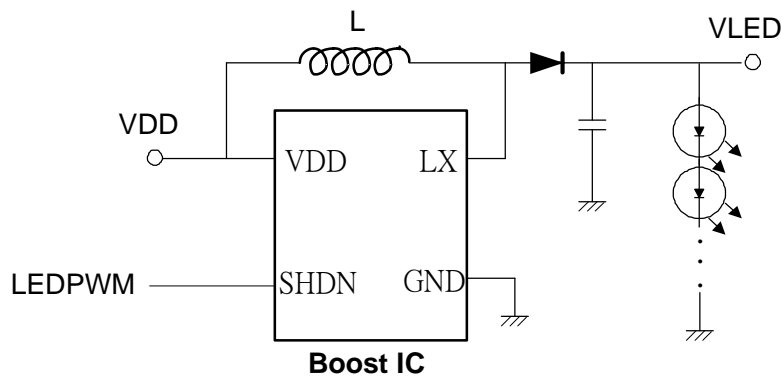 L
VLED
VDD
VDD
LX
LEDPWM
SHDN
GND
Boost IC